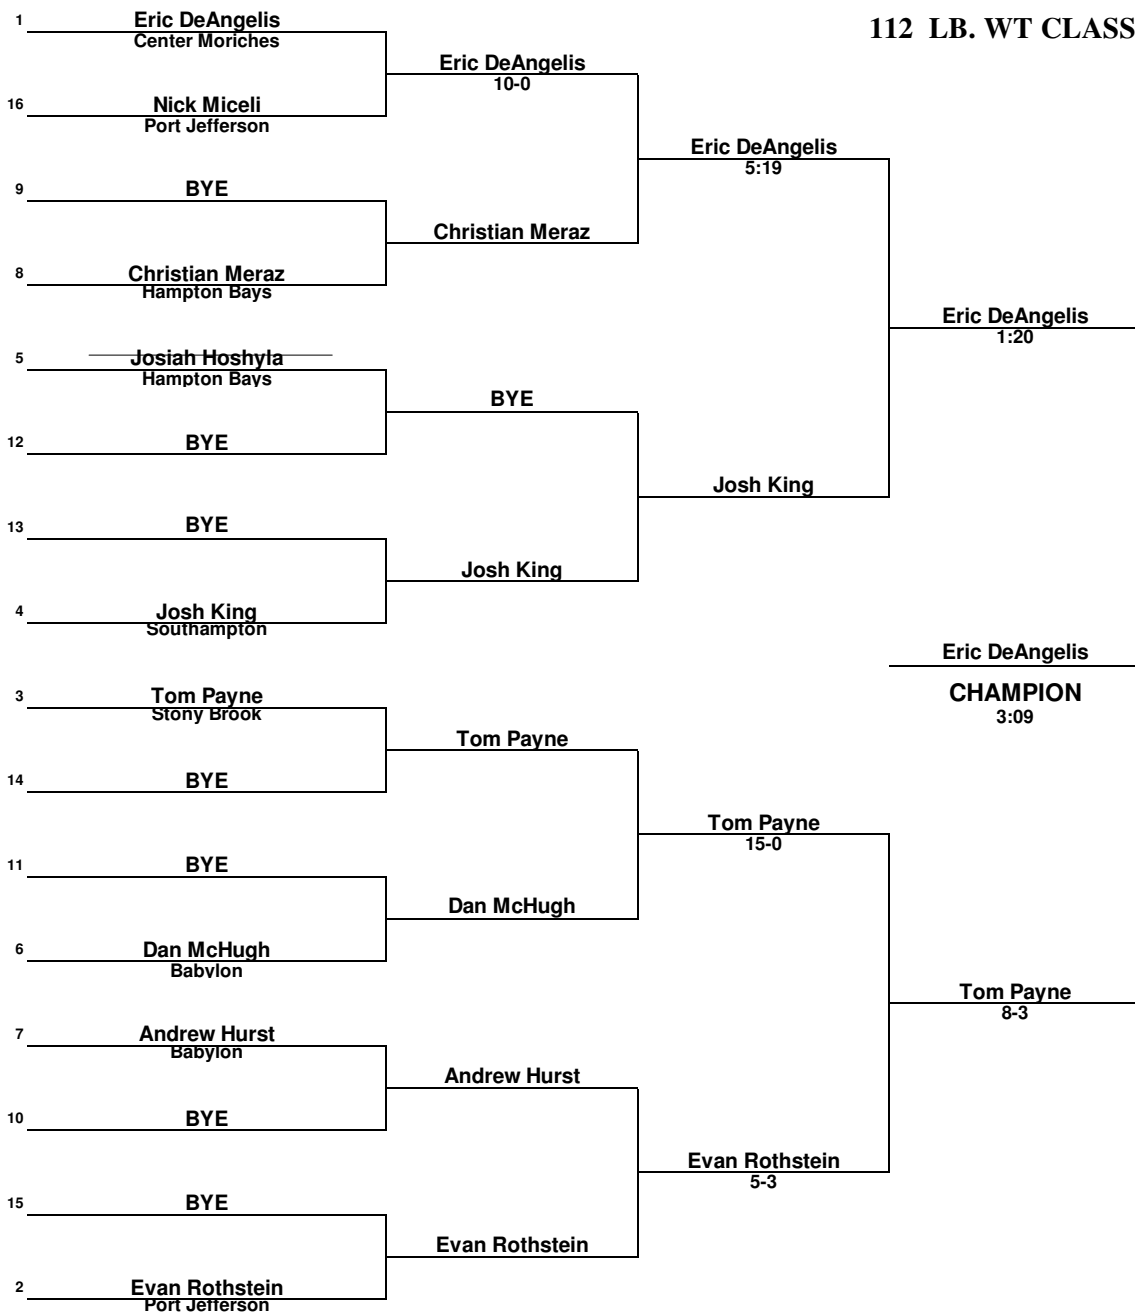 112 LB. WT CLASS
1
Eric DeAngelis
Center Moriches
Eric DeAngelis
10-0
16
Nick Miceli
Port Jefferson
Eric DeAngelis
5:19
9
BYE
Christian Meraz
8
Christian Meraz
Hampton Bays
Eric DeAngelis
1:20
5
Josiah Hoshyla
Hampton Bays
BYE
12
BYE
Josh King
13
BYE
Josh King
4
Josh King
Southampton
Eric DeAngelis
CHAMPION
3:09
3
Tom Payne
Stony Brook
Tom Payne
14
BYE
Tom Payne
15-0
11
BYE
Dan McHugh
6
Dan McHugh
Babylon
Tom Payne
8-3
7
Andrew Hurst
Babylon
Andrew Hurst
10
BYE
Evan Rothstein
5-3
15
BYE
Evan Rothstein
2
Evan Rothstein
Port Jefferson